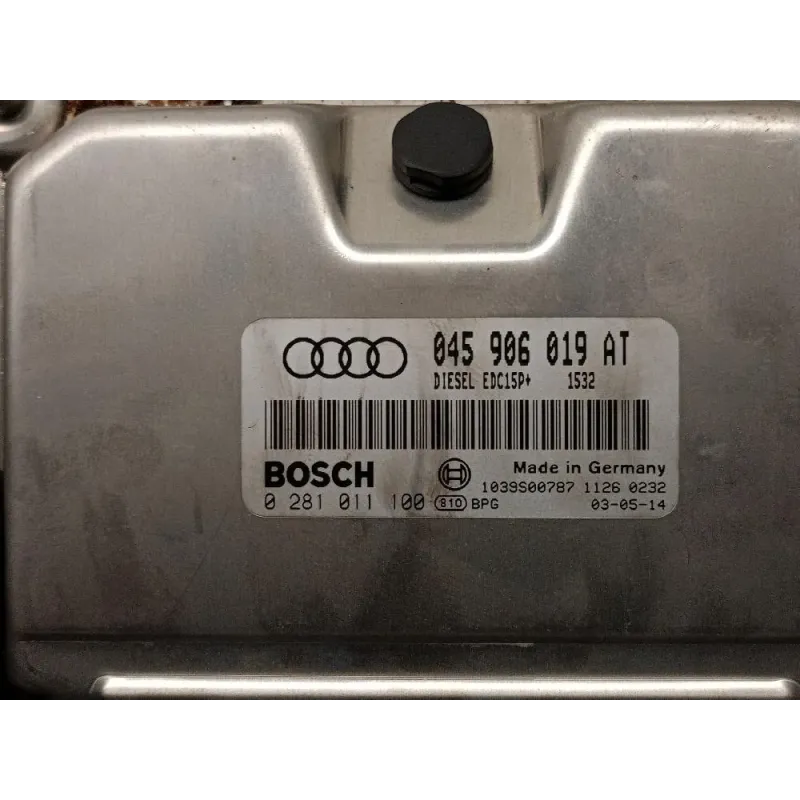 045 906 019 AT
DIESEL EDC15P+ 1532
BOSCH Made in Germany
1039S00787 1126 0232
0 281 011 100 810 BPG 03-05-14